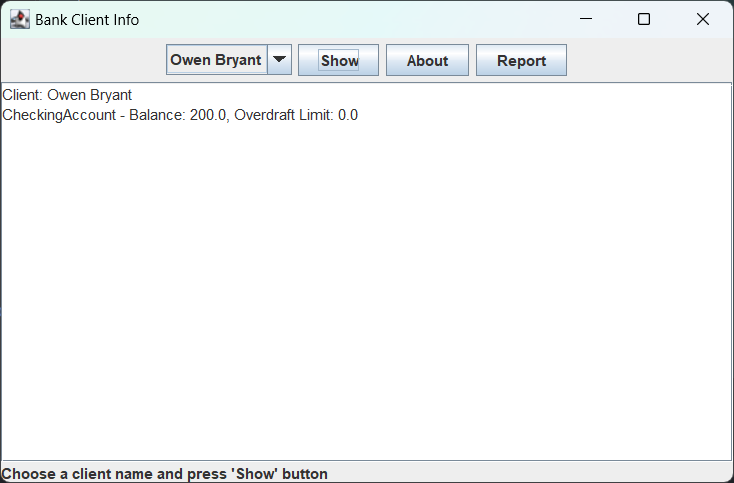 Bank Client Info
Owen Bryant Show About Report
Client: Owen Bryant
CheckingAccount - Balance: 200.0, Overdraft Limit: 0.0
Choose a client name and press 'Show' button